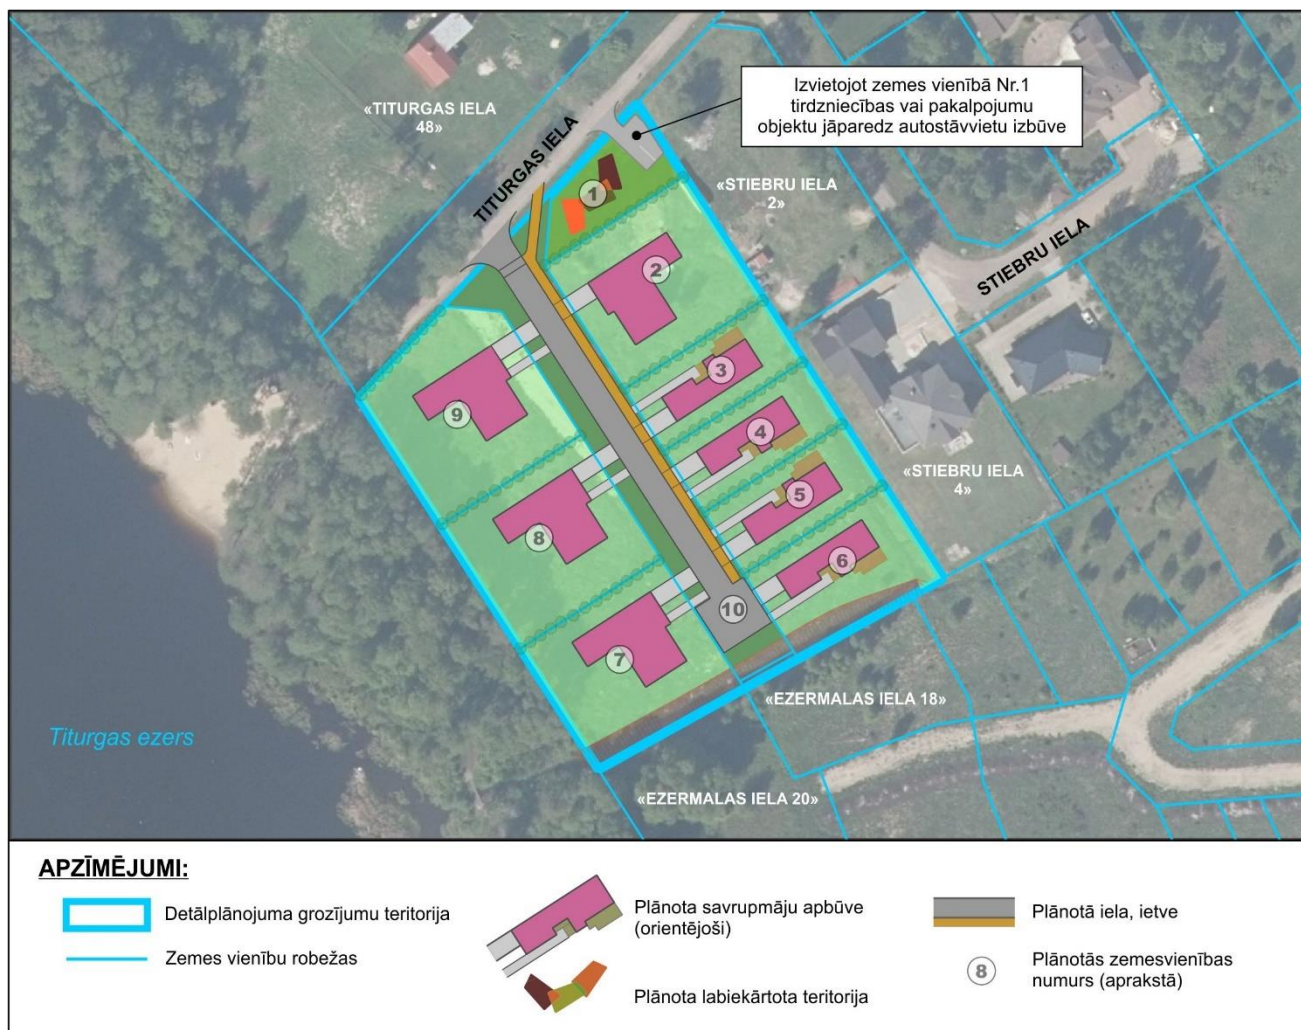 Izvietojot zemes vienībā Nr.1
tirdzniecības vai pakalpojumu
objektu jāparedz autostāvvietu izbūve
«TITURGAS IELA
48»
TITURGAS IELA
«STIEBRU IELA
2»
STIEBRU IELA
1
2
3
4
5
6
7
8
9
10
«STIEBRU IELA
4»
«EZERMALAS IELA 18»
«EZERMALAS IELA 20»
Titurgas ezers
APZĪMĒJUMI:
Detālplānojuma grozījumu teritorija
Zemes vienību robežas
Plānota savrupmāju apbūve
(orientējoši)
Plānota labiekārtota teritorija
Plānotā iela, ietve
8
Plānotās zemesvienības
numurs (aprakstā)